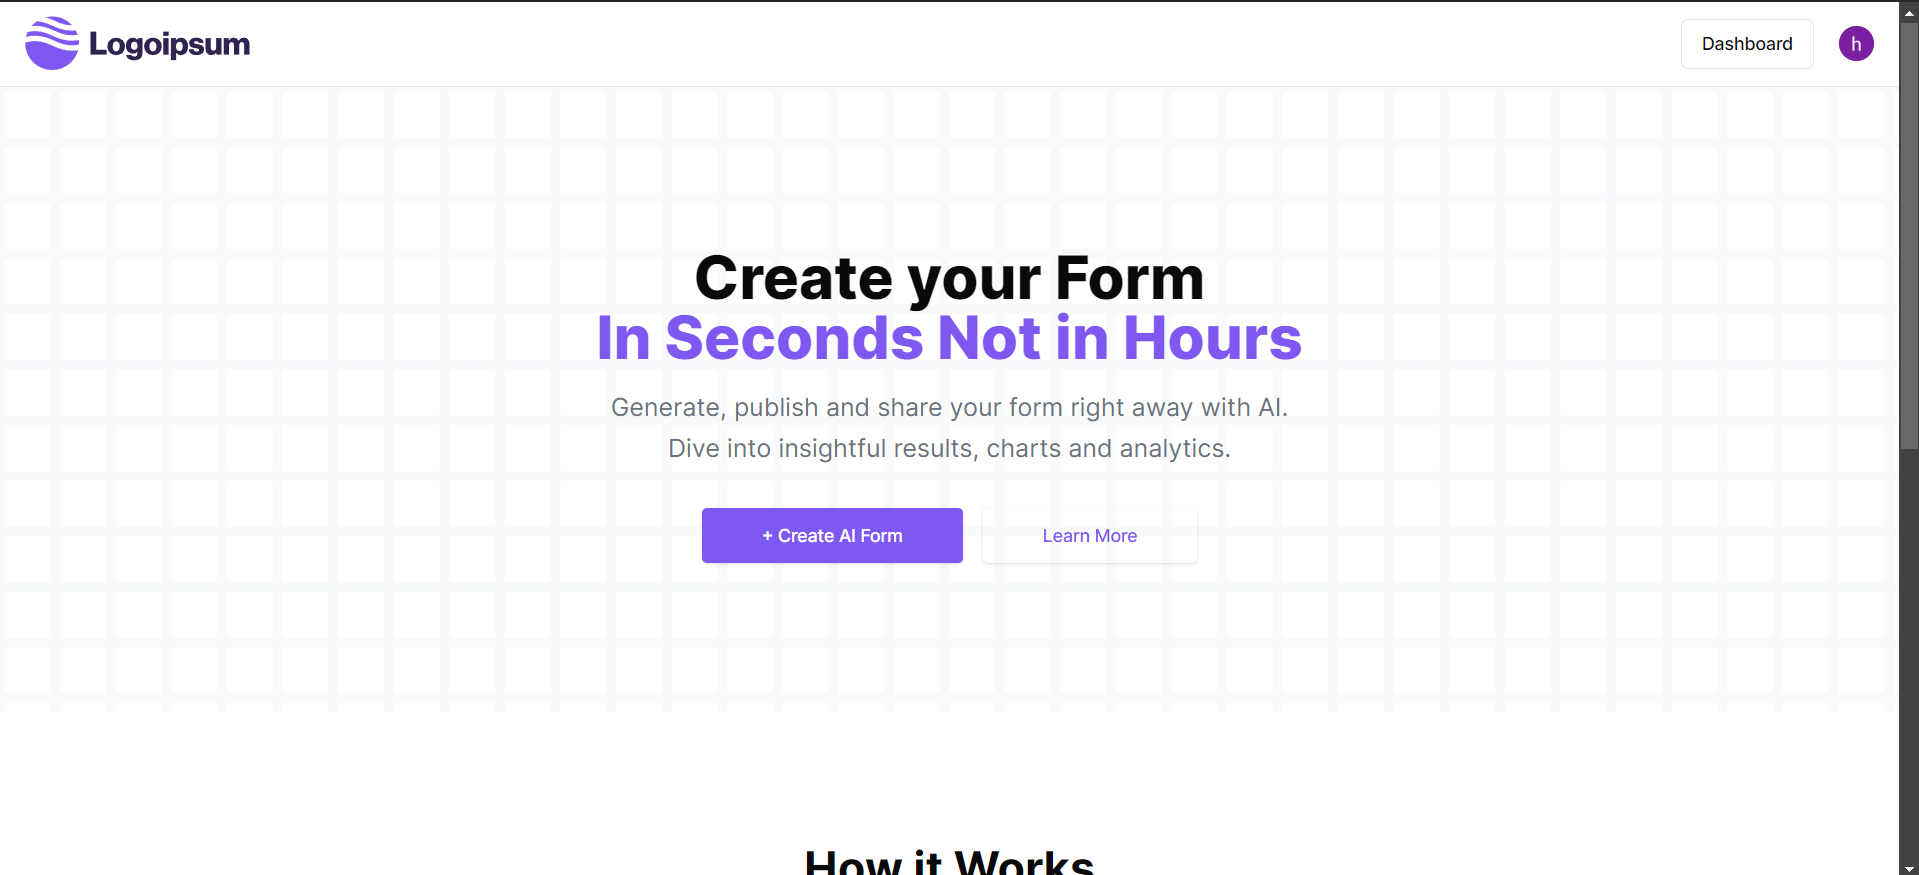 Logoipsum
Dashboard
h
Create your Form
In Seconds Not in Hours
Generate, publish and share your form right away with AI.
Dive into insightful results, charts and analytics.
+ Create AI Form
Learn More
How it Works